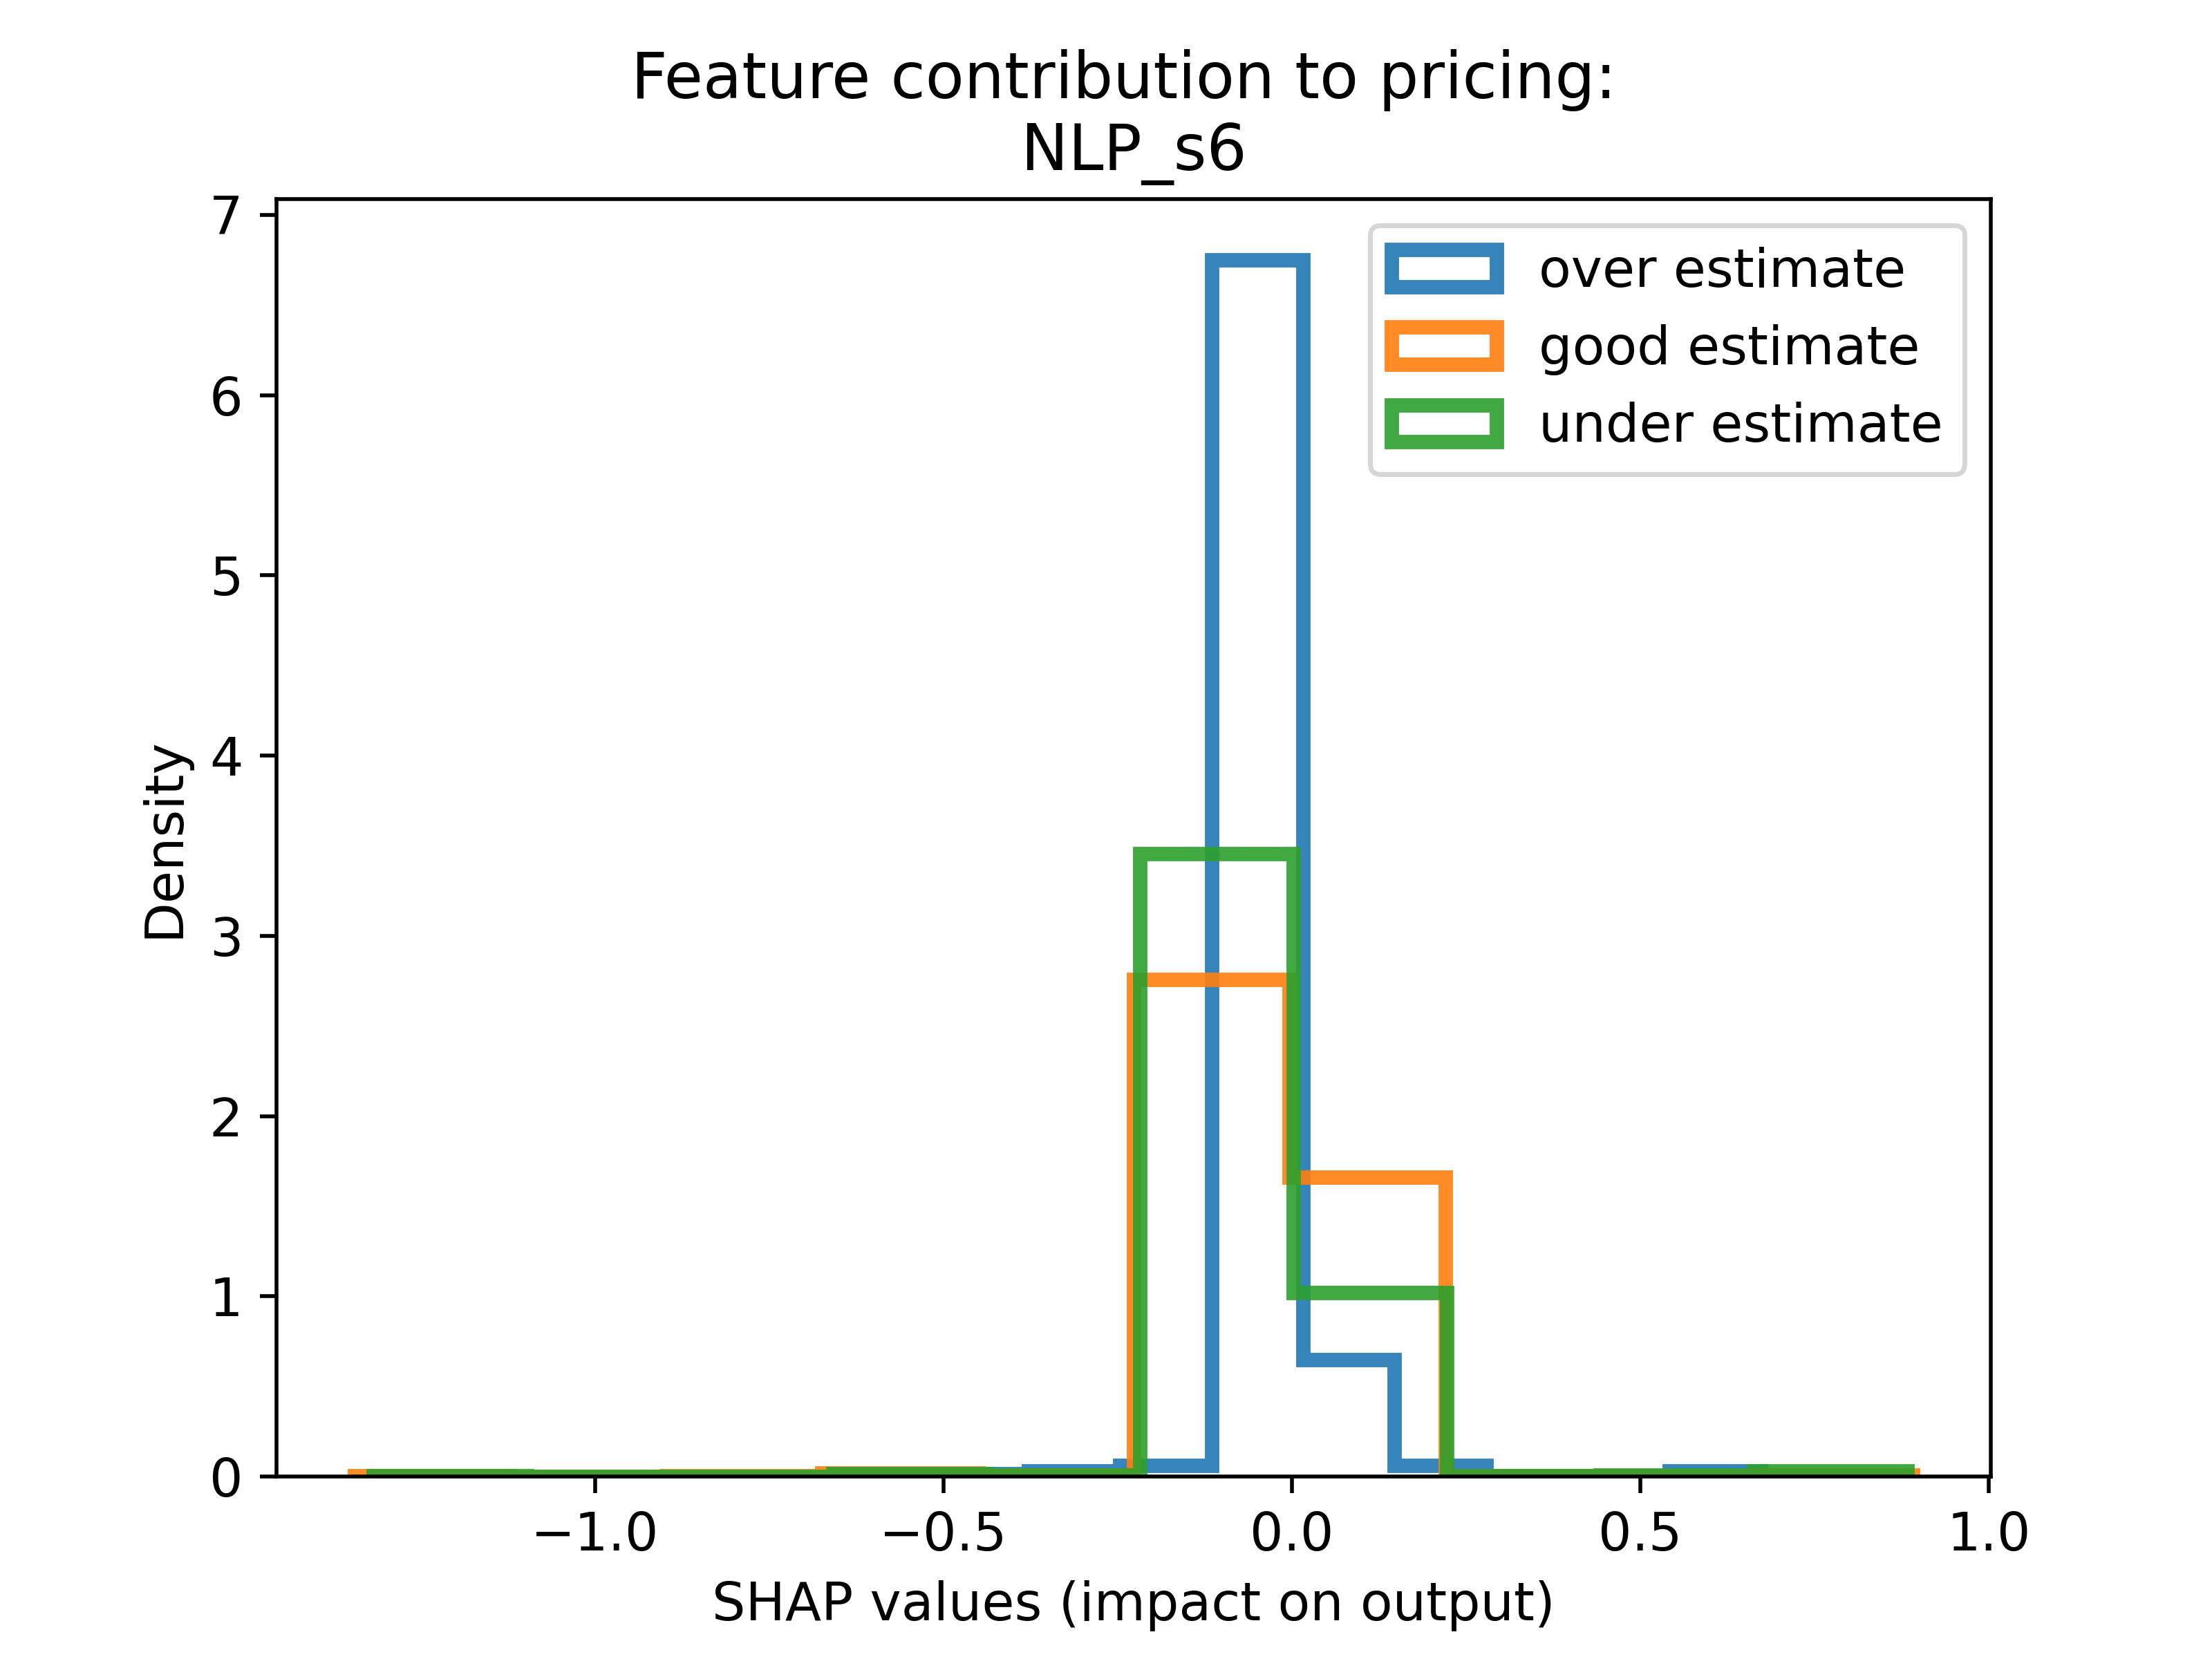 Feature contribution to pricing:
NLP_s6
7
6
5
4
3
2
1
0
Density
over estimate
good estimate
under estimate
−1.0
−0.5
0.0
0.5
1.0
SHAP values (impact on output)